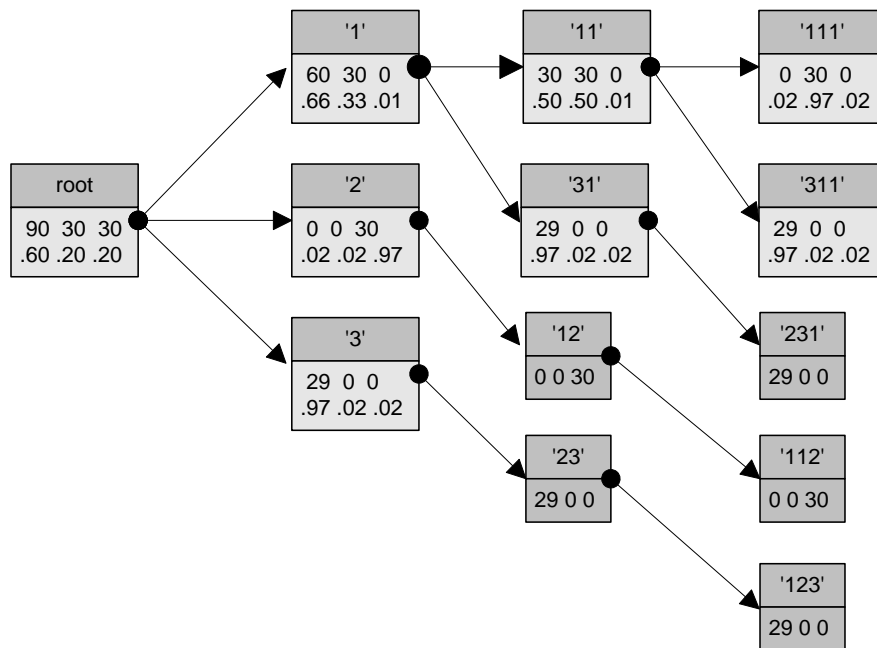 '1'
60 30 0
.66 .33 .01
'11'
30 30 0
.50 .50 .01
'111'
0 30 0
.02 .97 .02
root
90 30 30
.60 .20 .20
'2'
0 0 30
.02 .02 .97
'31'
29 0 0
.97 .02 .02
'311'
29 0 0
.97 .02 .02
'3'
29 0 0
.97 .02 .02
'12'
0 0 30
'231'
29 0 0
'23'
29 0 0
'112'
0 0 30
'123'
29 0 0